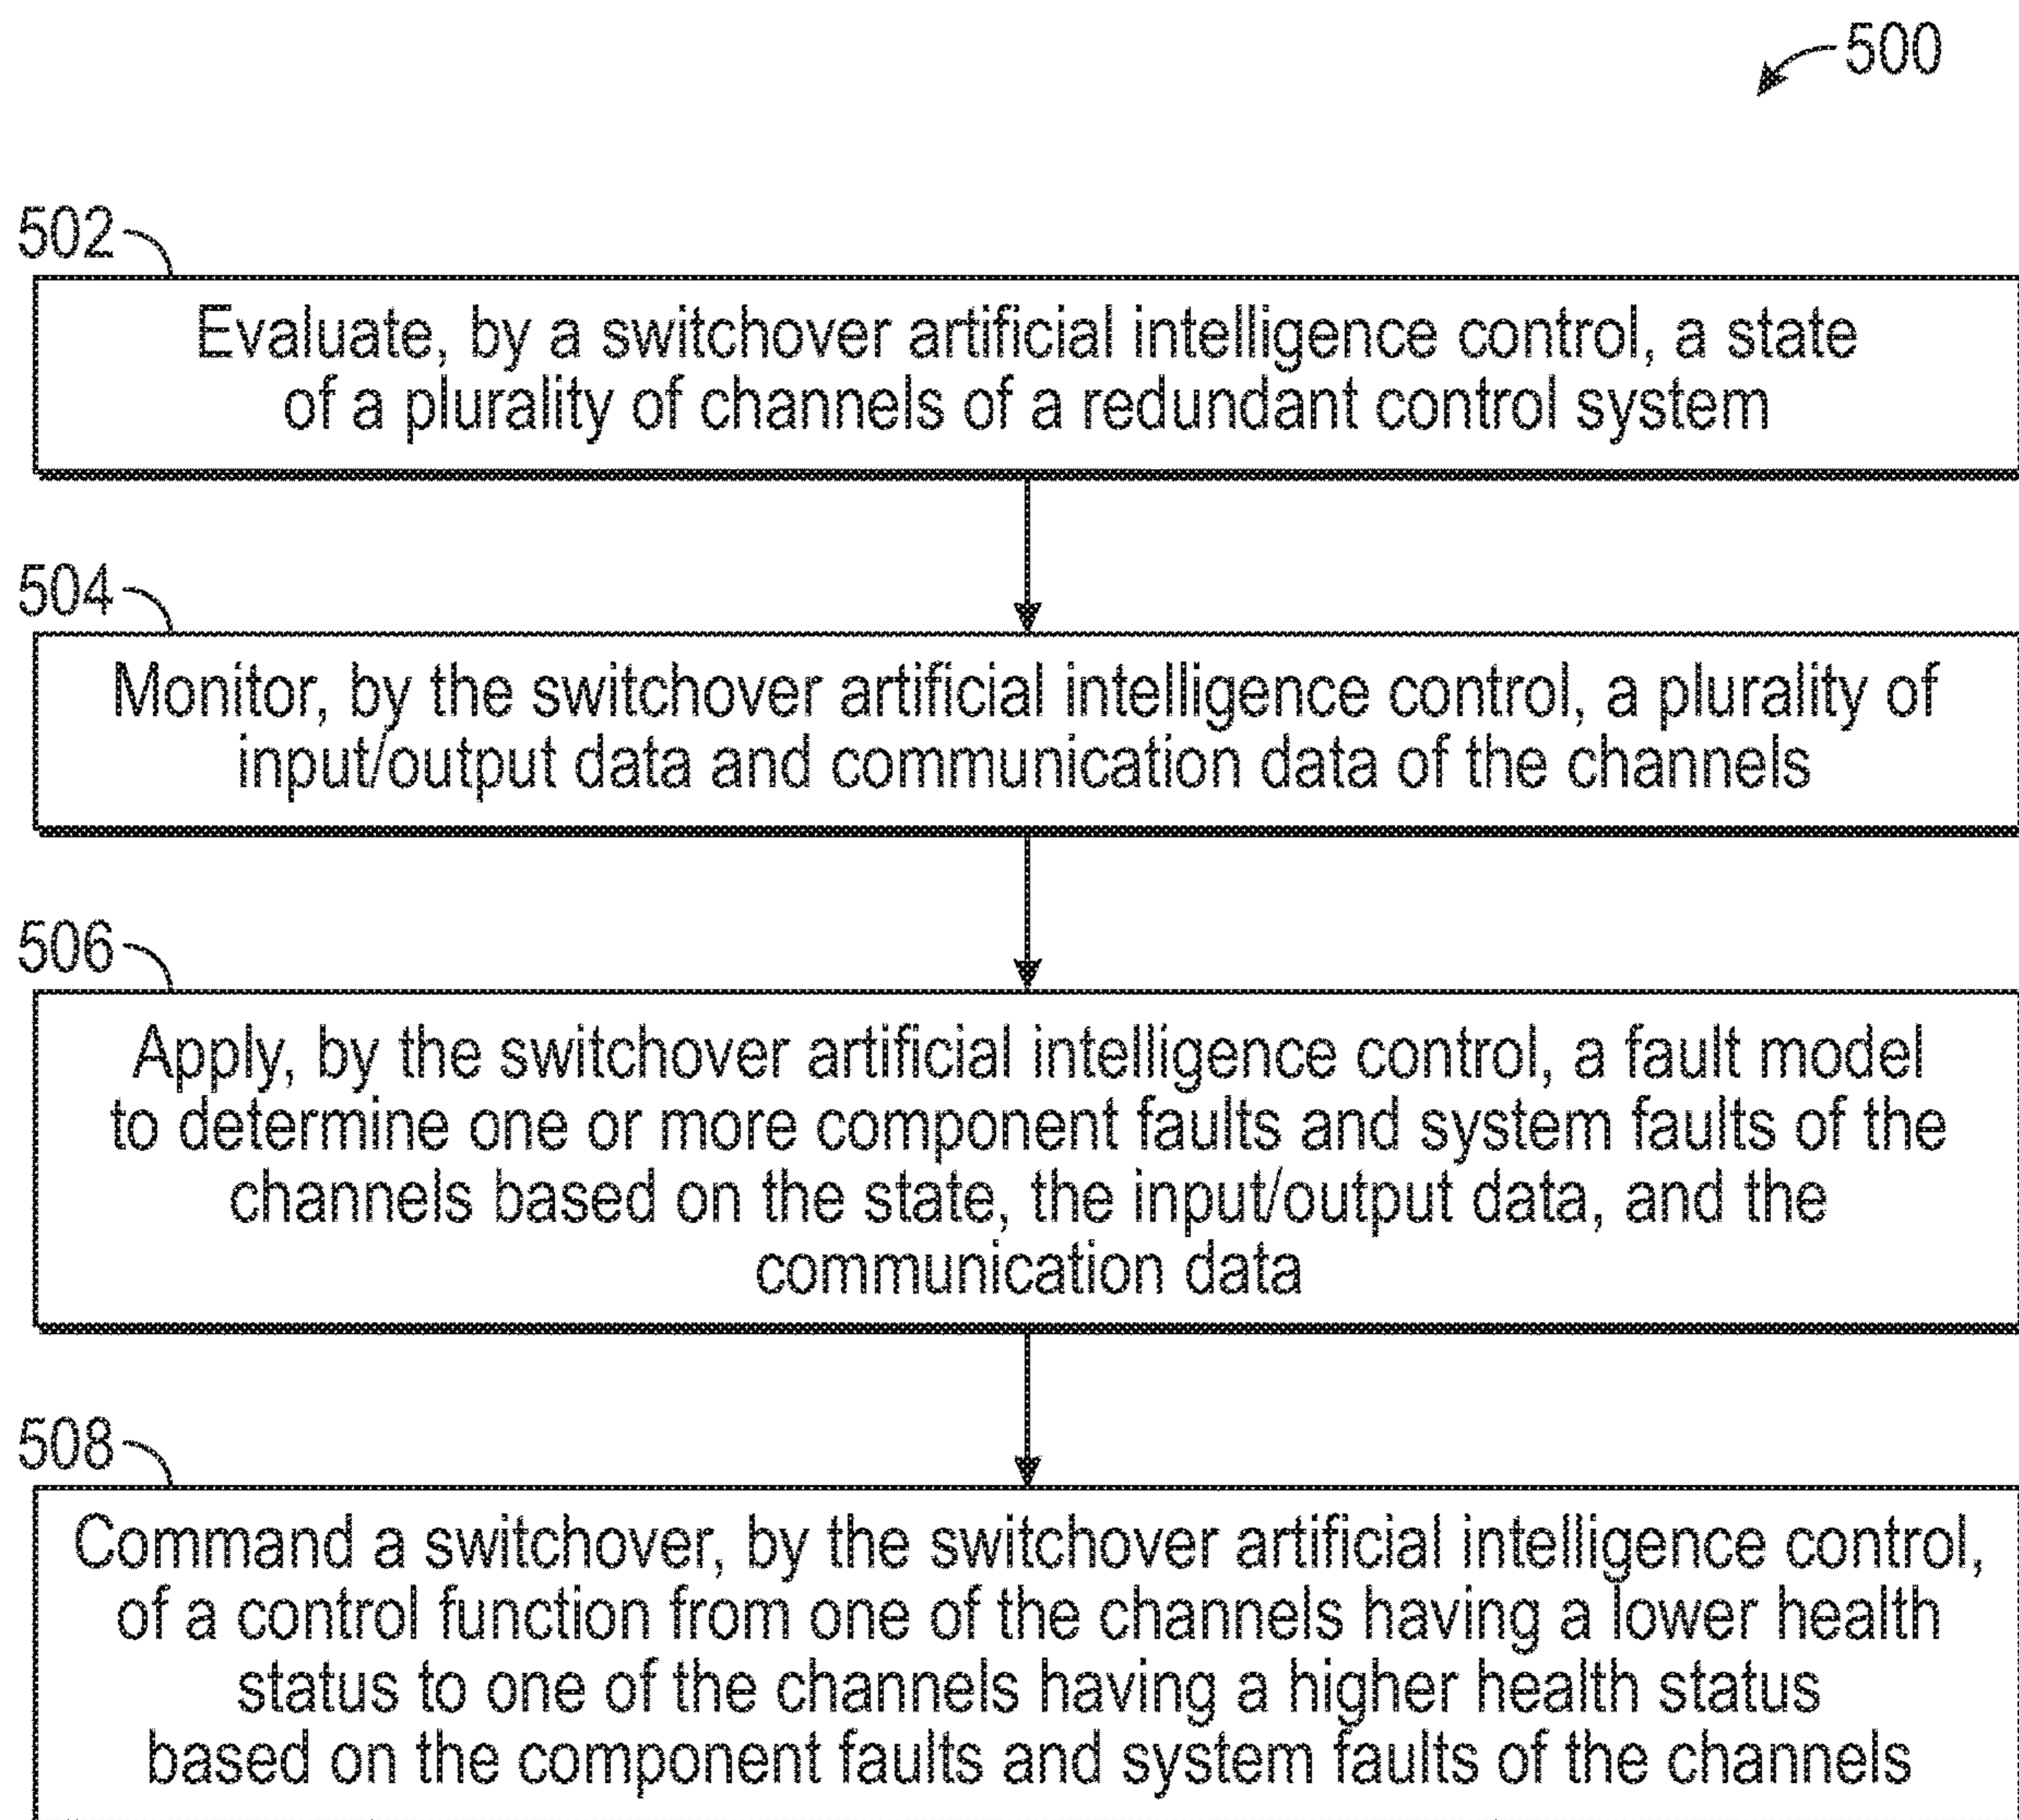 500
502
Evaluate, by a switchover artificial intelligence control, a state
of a plurality of channels of a redundant control system
504
Monitor, by the switchover artificial intelligence control, a plurality of
input/output data and communication data of the channels
506
Apply, by the switchover artificial intelligence control, a fault model
to determine one or more component faults and system faults of the
channels based on the state, the input/output data, and the
communication data
508
Command a switchover, by the switchover artificial intelligence control,
of a control function from one of the channels having a lower health
status to one of the channels having a higher health status
based on the component faults and system faults of the channels